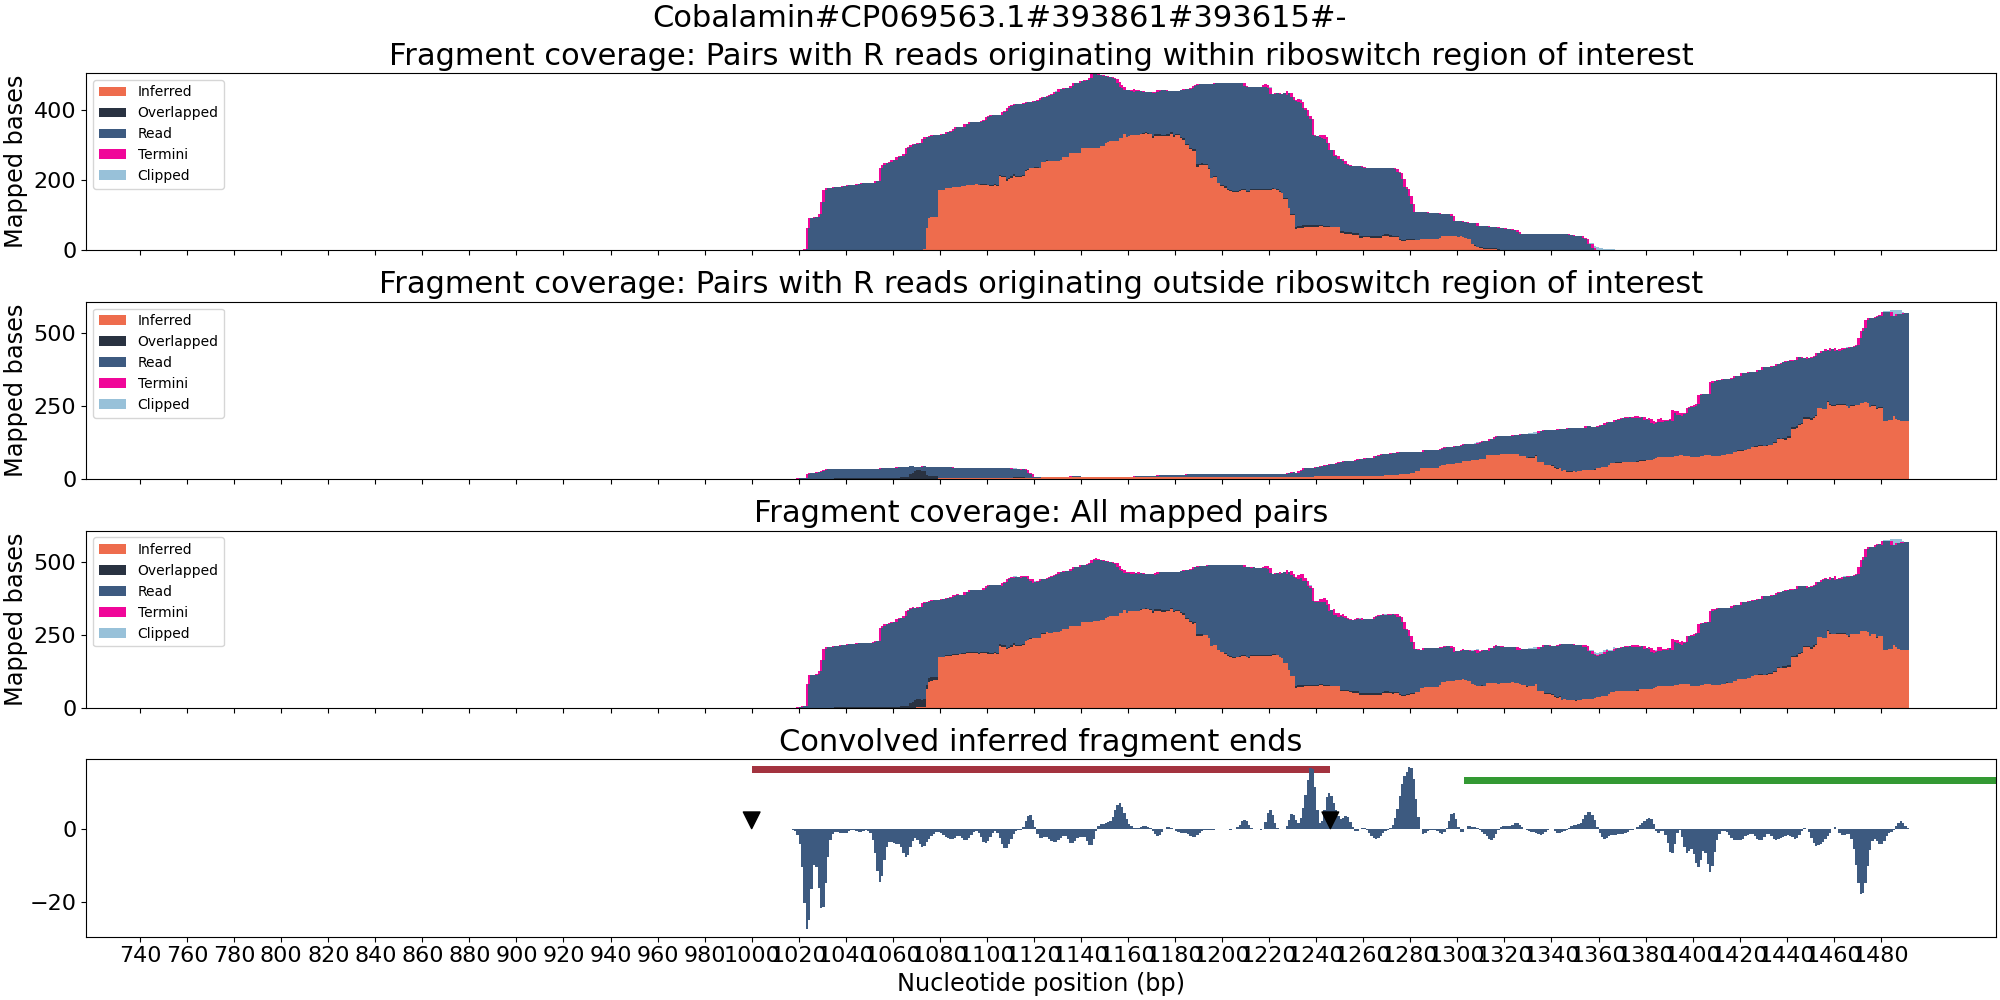 Cobalamin#CP069563.1#393861#393615#-
Fragment coverage: Pairs with R reads originating within riboswitch region of interest
Mapped bases
400
200
0
Inferred
Overlapped
Read
Termini
Clipped
Fragment coverage: Pairs with R reads originating outside riboswitch region of interest
Mapped bases
500
250
0
Inferred
Overlapped
Read
Termini
Clipped
Fragment coverage: All mapped pairs
Mapped bases
500
250
0
Inferred
Overlapped
Read
Termini
Clipped
Convolved inferred fragment ends
0
−20
740 760 780 800 820 840 860 880 900 920 940 960 980 1000 1020 1040 1060 1080 1100 1120 1140 1160 1180 1200 1220 1240 1260 1280 1300 1320 1340 1360 1380 1400 1420 1440 1460 1480
Nucleotide position (bp)